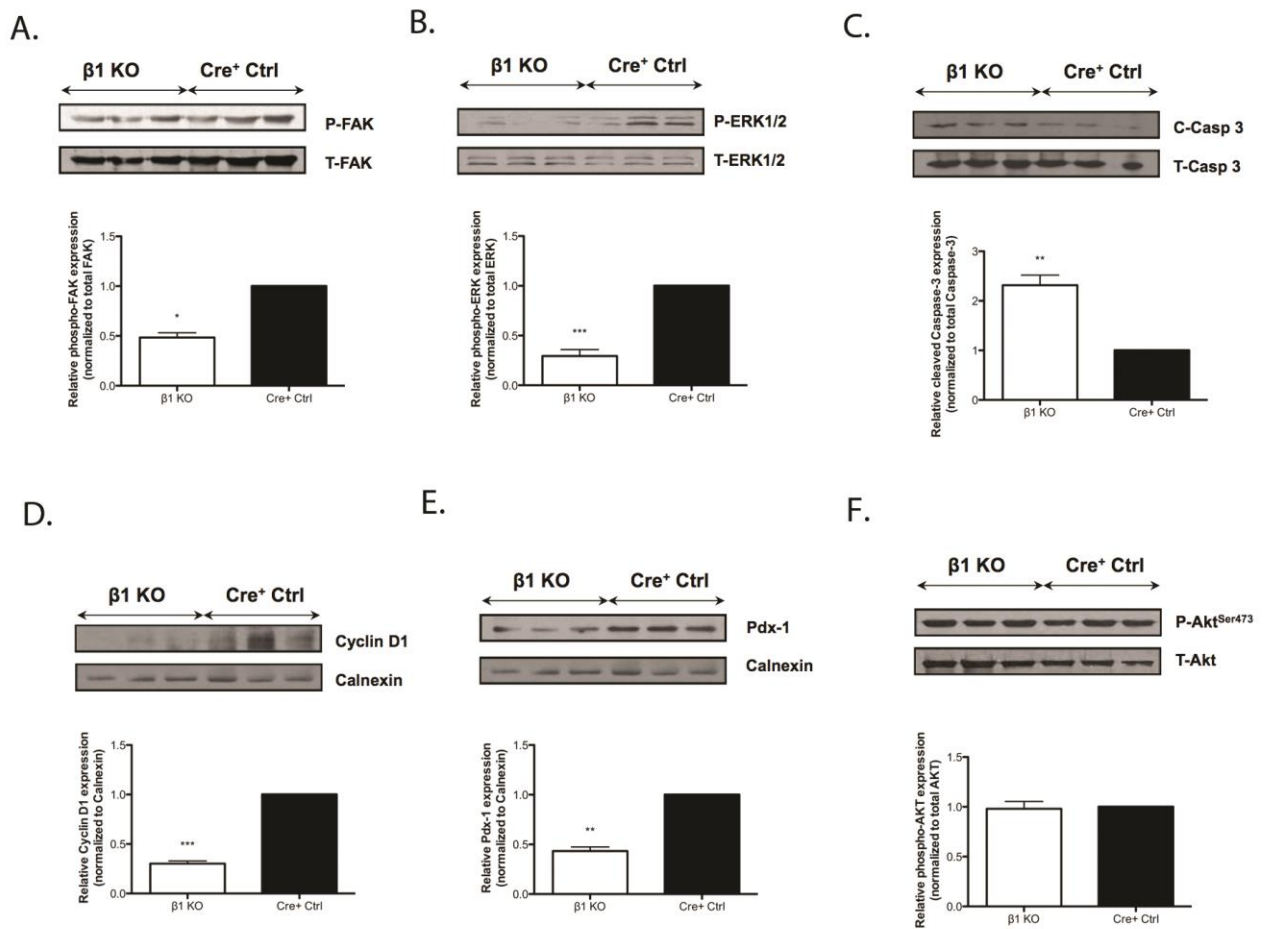 A.
β1 KO Cre⁺ Ctrl
P-FAK
T-FAK
Relative phospho-FAK expression
(normalized to total FAK)
1.5
1.0
0.5
0.0
*
β1 KO Cre+ Ctrl
B.
β1 KO Cre⁺ Ctrl
P-ERK1/2
T-ERK1/2
Relative phospho-ERK expression
(normalized to total ERK)
1.5
1.0
0.5
0.0
***
β1 KO Cre+ Ctrl
C.
β1 KO Cre⁺ Ctrl
C-Casp 3
T-Casp 3
Relative cleaved Caspase-3 expression
(normalized to total Caspase-3)
3
2
1
0
**
β1 KO Cre+ Ctrl
D.
β1 KO Cre⁺ Ctrl
Cyclin D1
Calnexin
Relative Cyclin D1 expression
(normalized to Calnexin)
1.5
1.0
0.5
0.0
***
β1 KO Cre+ Ctrl
E.
β1 KO Cre⁺ Ctrl
Pdx-1
Calnexin
Relative Pdx-1 expression
(normalized to Calnexin)
1.5
1.0
0.5
0.0
**
β1 KO Cre+ Ctrl
F.
β1 KO Cre⁺ Ctrl
P-Akt^Ser473
T-Akt
Relative phospho-AKT expression
(normalized to total AKT)
1.5
1.0
0.5
0.0
β1 KO Cre+ Ctrl